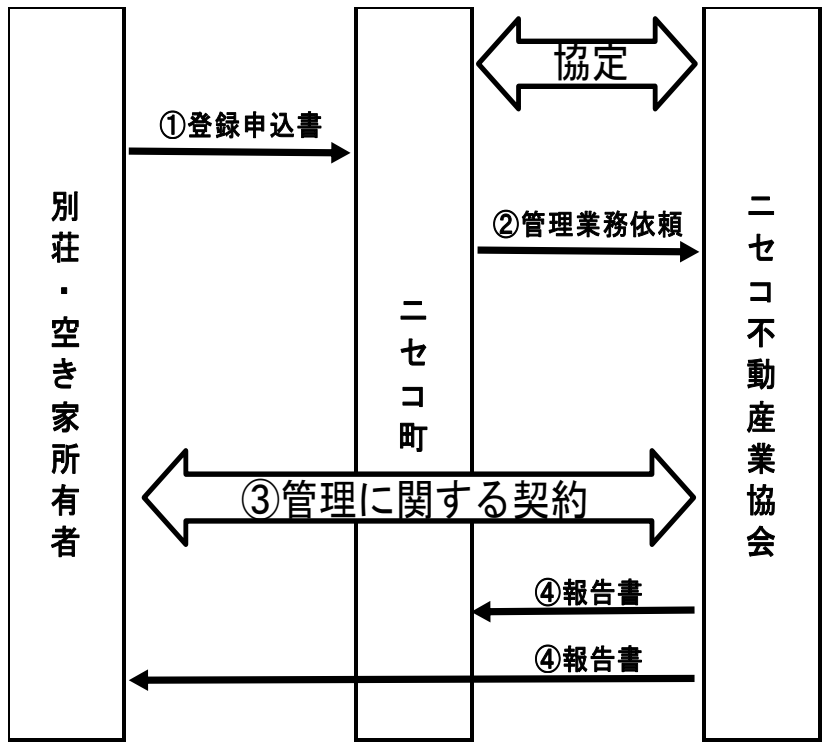 協定
①登録申込書
②管理業務依頼
別荘・空き家所有者
ニセコ町
ニセコ不動産業協会
③管理に関する契約
④報告書
④報告書